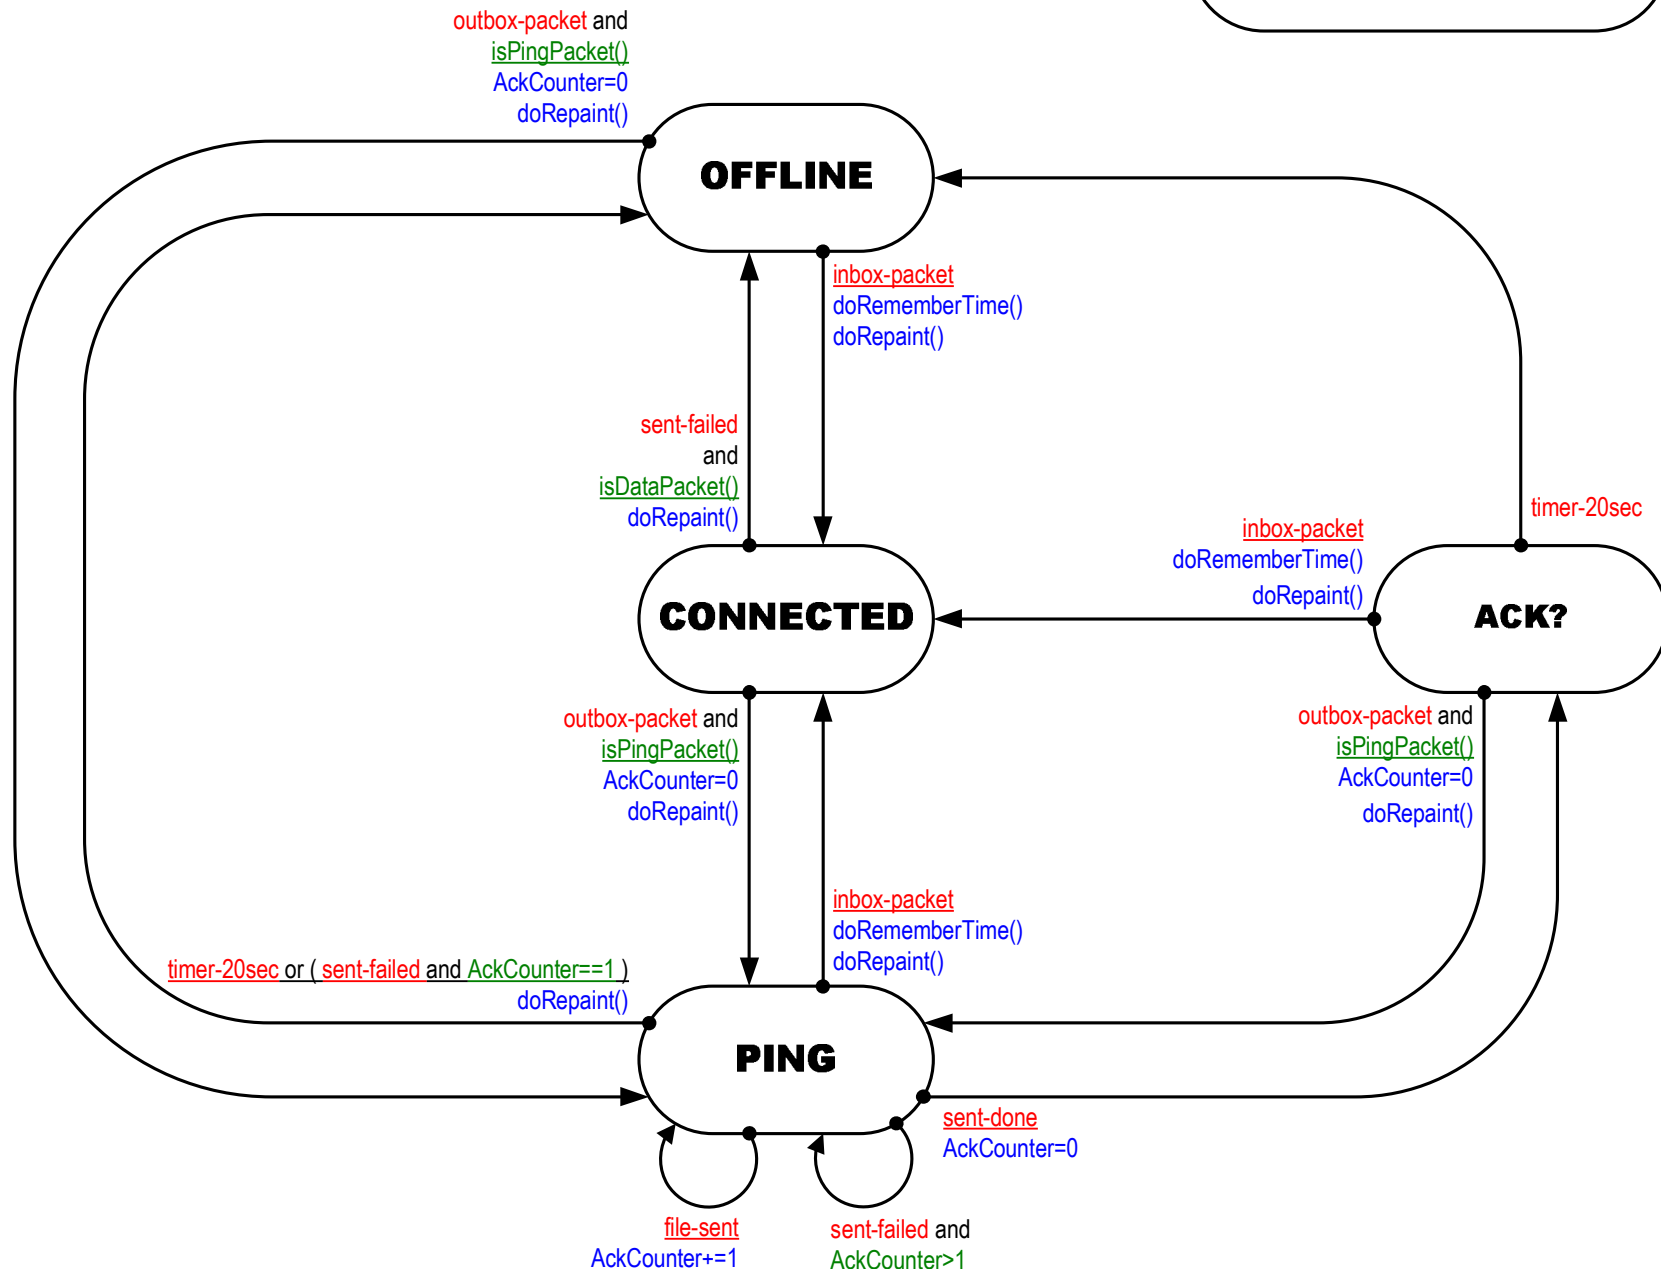 outbox-packet and
isPingPacket()
AckCounter=0
doRepaint()
OFFLINE
inbox-packet
doRememberTime()
doRepaint()
sent-failed
and
isDataPacket()
doRepaint()
timer-20sec
inbox-packet
doRememberTime()
doRepaint()
CONNECTED
ACK?
outbox-packet and
isPingPacket()
AckCounter=0
doRepaint()
outbox-packet and
isPingPacket()
AckCounter=0
doRepaint()
inbox-packet
doRememberTime()
doRepaint()
timer-20sec or ( sent-failed and AckCounter==1 )
doRepaint()
PING
sent-done
AckCounter=0
file-sent
AckCounter+=1
sent-failed and
AckCounter>1